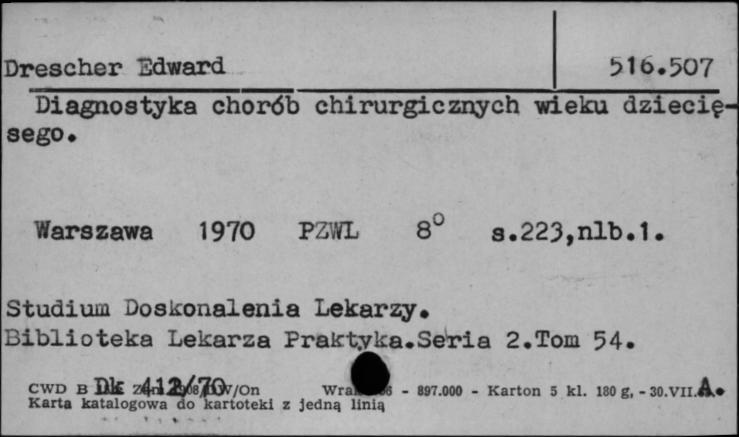 Drescher Edward 516.507
Diagnostyka chorób chirurgicznych wieku dziecię-
sego.
Warszawa 1970 PZWL 8° s.223,nlb.1.
Studium Doskonalenia Lekarzy.
Biblioteka Lekarza Praktyka.Seria 2.Tom 54.
Dk 412/70 A.
CWD B W/On - 897.000 - Karton 5 kl. 180 g, - 30.VII.
Karta katalogowa do kartoteki z jedną linią